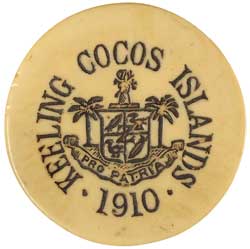 KEELING COCOS ISLANDS
· 1910 ·
PRO PATRIA